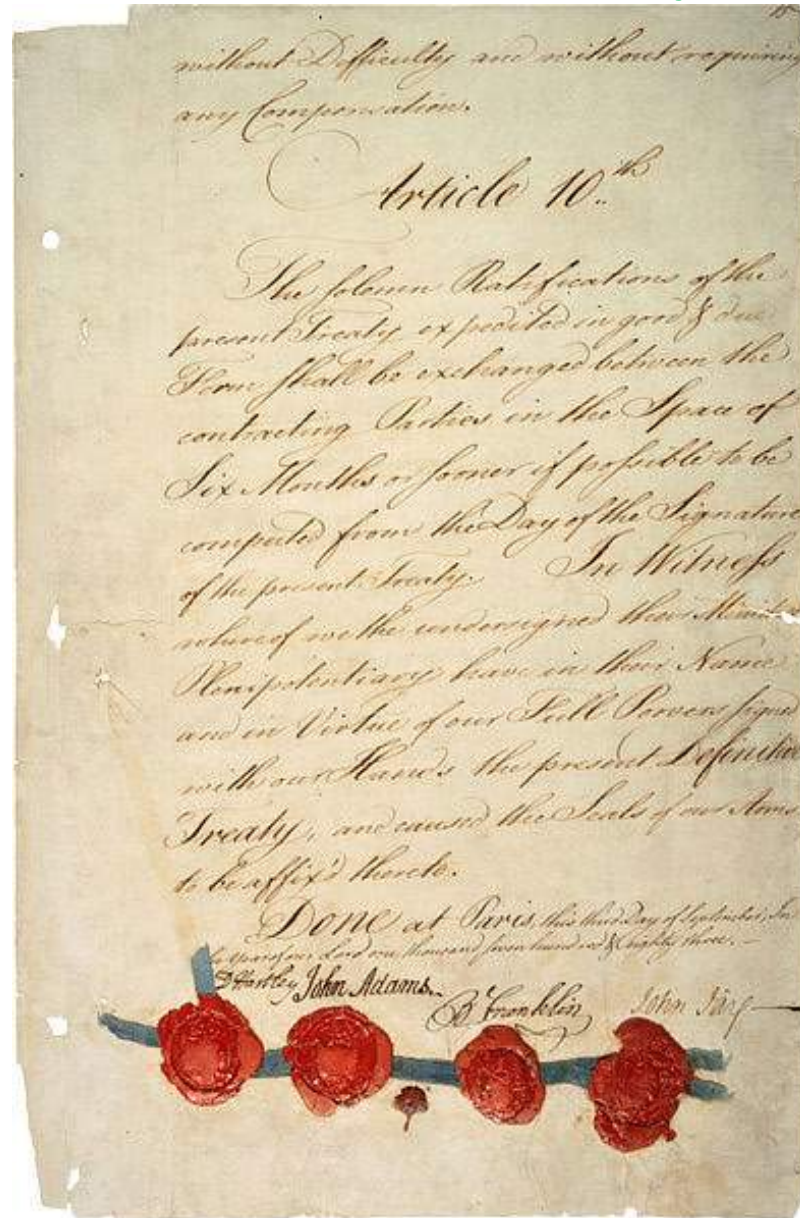 15
without Difficulty and without requiring
any Compensation.
Article 10.th
The solemn Ratifications of the
present Treaty expedited in good & due
Form shall be exchanged between the
contracting Parties in the Space of
Six Months or sooner if possible to be
computed from the Day of the Signature
of the present Treaty. In Witness
whereof we the undersigned their Ministers
Plenipotentiary have in their Name
and in Virtue of our Full Powers signed
with our Hands the present Definitive
Treaty, and caused the Seals of our Arms
to be affix'd thereto.
DONE at Paris, this third Day of September, In
the Year of our Lord one thousand seven hundred & eighty three.—
D Hartley John Adams. B Franklin John Jay—